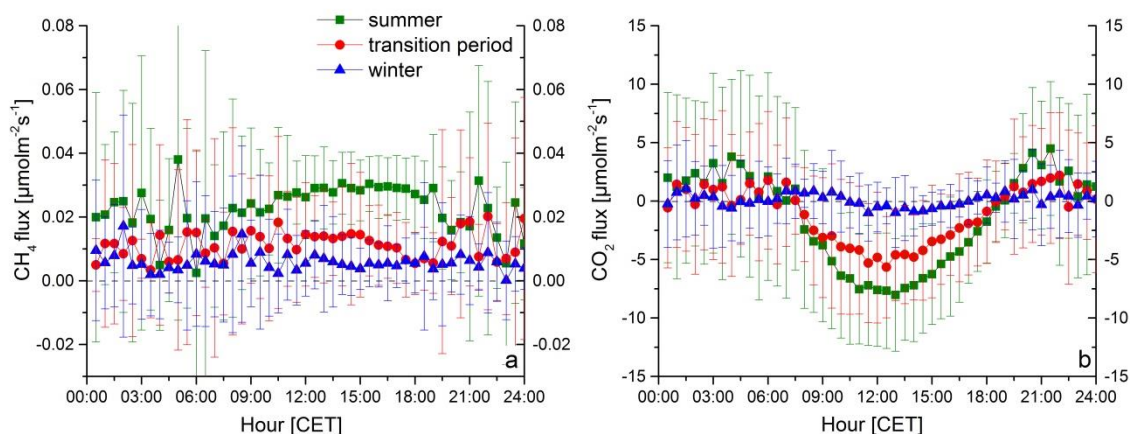 summer
transition period
winter
0.08
0.06
0.04
0.02
0.00
-0.02
0.08
0.06
0.04
0.02
0.00
-0.02
CH4 flux [µmolm-2s-1]
a
00:00 03:00 06:00 09:00 12:00 15:00 18:00 21:00 24:00
Hour [CET]
15
10
5
0
-5
-10
-15
15
10
5
0
-5
-10
-15
CO2 flux [µmolm-2s-1]
b
00:00 03:00 06:00 09:00 12:00 15:00 18:00 21:00 24:00
Hour [CET]